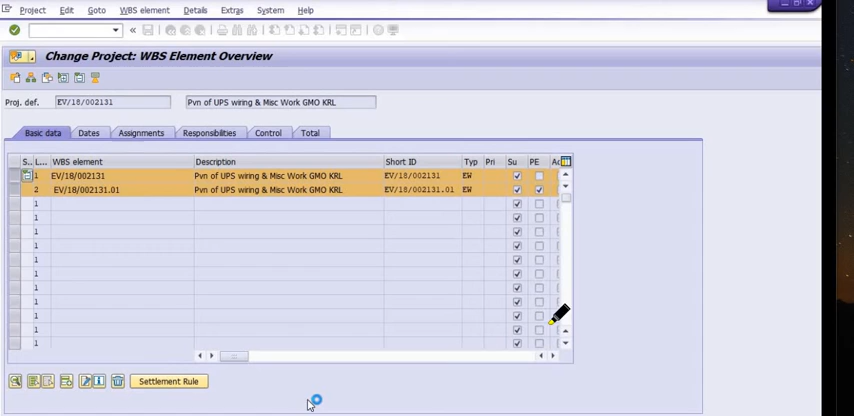 Project Edit Goto WBS element Details Extras System Help
Change Project: WBS Element Overview
Proj. def. EV/18/002131 Pvn of UPS wiring & Misc Work GMO KRL
Basic data Dates Assignments Responsibilities Control Total
S.. L... WBS element Description Short ID Typ Pri Su PE Ac
1 EV/18/002131 Pvn of UPS wiring & Misc Work GMO KRL EV/18/002131 EW
2 EV/18/002131.01 Pvn of UPS wiring & Misc Work GMO KRL EV/18/002131.01 EW
1
1
1
1
1
1
1
1
1
1
1
Settlement Rule